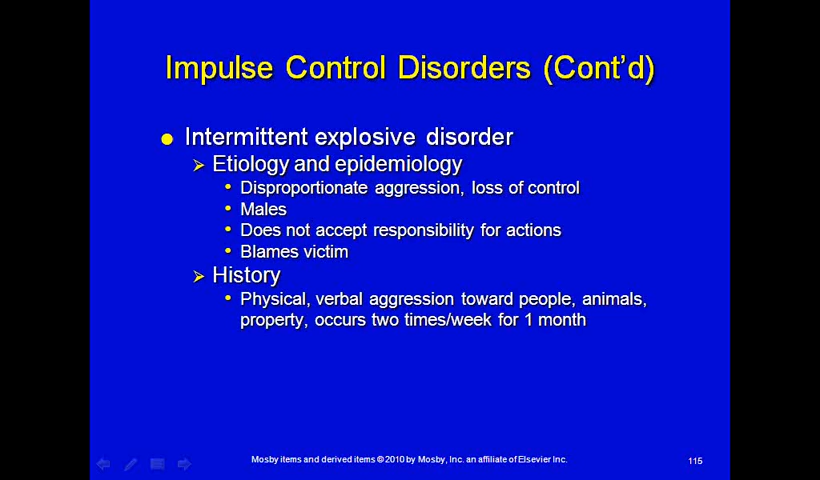 Impulse Control Disorders (Cont'd)
Intermittent explosive disorder
Etiology and epidemiology
Disproportionate aggression, loss of control
Males
Does not accept responsibility for actions
Blames victim
History
Physical, verbal aggression toward people, animals,
property, occurs two times/week for 1 month
Mosby items and derived items © 2010 by Mosby, Inc. an affiliate of Elsevier Inc.
115